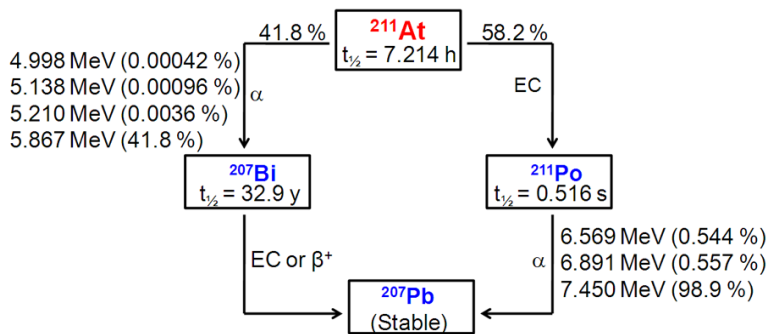 41.8 %
²¹¹At
t½ = 7.214 h
58.2 %
4.998 MeV (0.00042 %)
5.138 MeV (0.00096 %)
5.210 MeV (0.0036 %)
5.867 MeV (41.8 %)
α
EC
²⁰⁷Bi
t½ = 32.9 y
²¹¹Po
t½ = 0.516 s
EC or β⁺
α
6.569 MeV (0.544 %)
6.891 MeV (0.557 %)
7.450 MeV (98.9 %)
²⁰⁷Pb
(Stable)